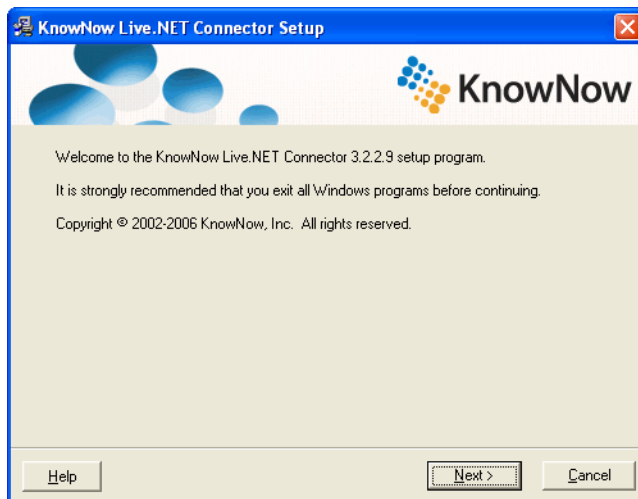 KnowNow Live.NET Connector Setup
KnowNow
Welcome to the KnowNow Live.NET Connector 3.2.2.9 setup program.
It is strongly recommended that you exit all Windows programs before continuing.
Copyright © 2002-2006 KnowNow, Inc. All rights reserved.
Help Next > Cancel